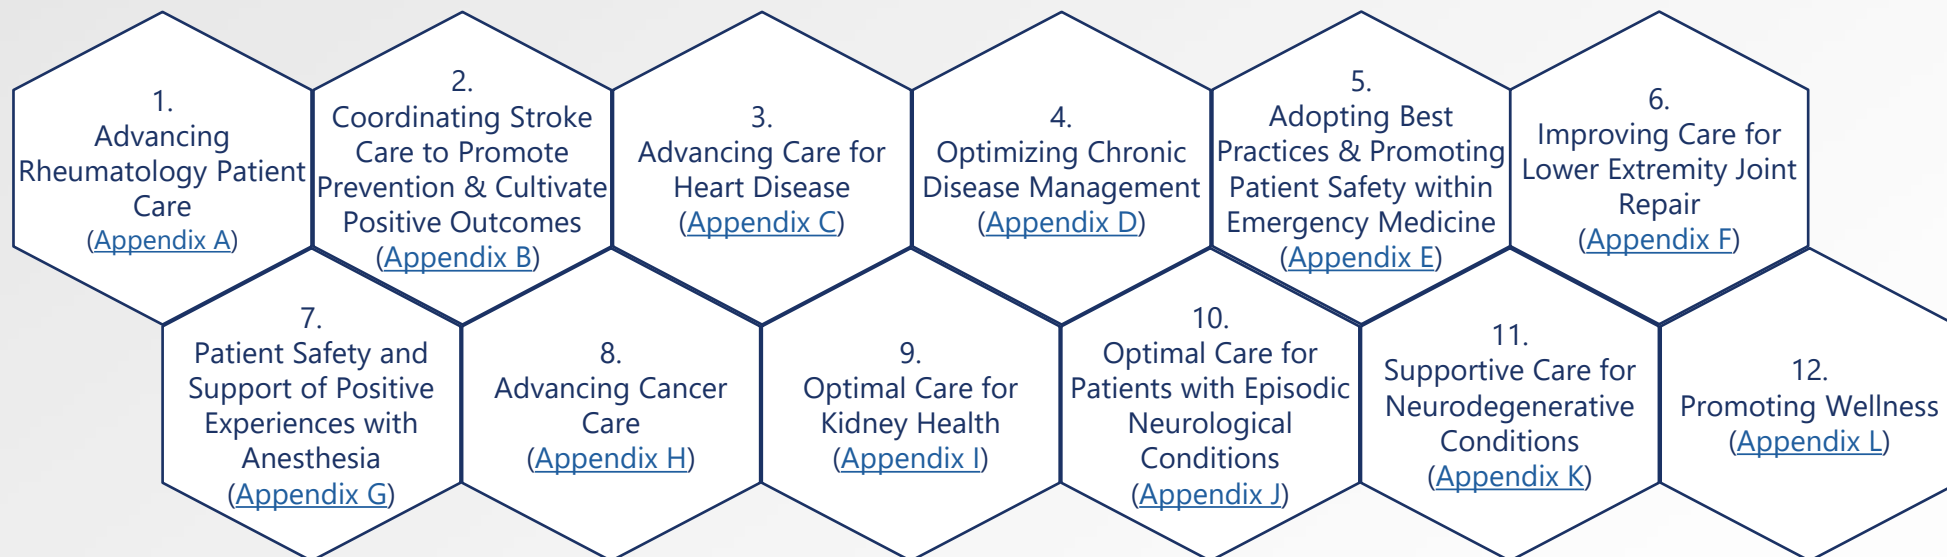 1.
Advancing
Rheumatology Patient
Care
(Appendix A)
2.
Coordinating Stroke
Care to Promote
Prevention & Cultivate
Positive Outcomes
(Appendix B)
3.
Advancing Care for
Heart Disease
(Appendix C)
4.
Optimizing Chronic
Disease Management
(Appendix D)
5.
Adopting Best
Practices & Promoting
Patient Safety within
Emergency Medicine
(Appendix E)
6.
Improving Care for
Lower Extremity Joint
Repair
(Appendix F)
7.
Patient Safety and
Support of Positive
Experiences with
Anesthesia
(Appendix G)
8.
Advancing Cancer
Care
(Appendix H)
9.
Optimal Care for
Kidney Health
(Appendix I)
10.
Optimal Care for
Patients with Episodic
Neurological
Conditions
(Appendix J)
11.
Supportive Care for
Neurodegenerative
Conditions
(Appendix K)
12.
Promoting Wellness
(Appendix L)